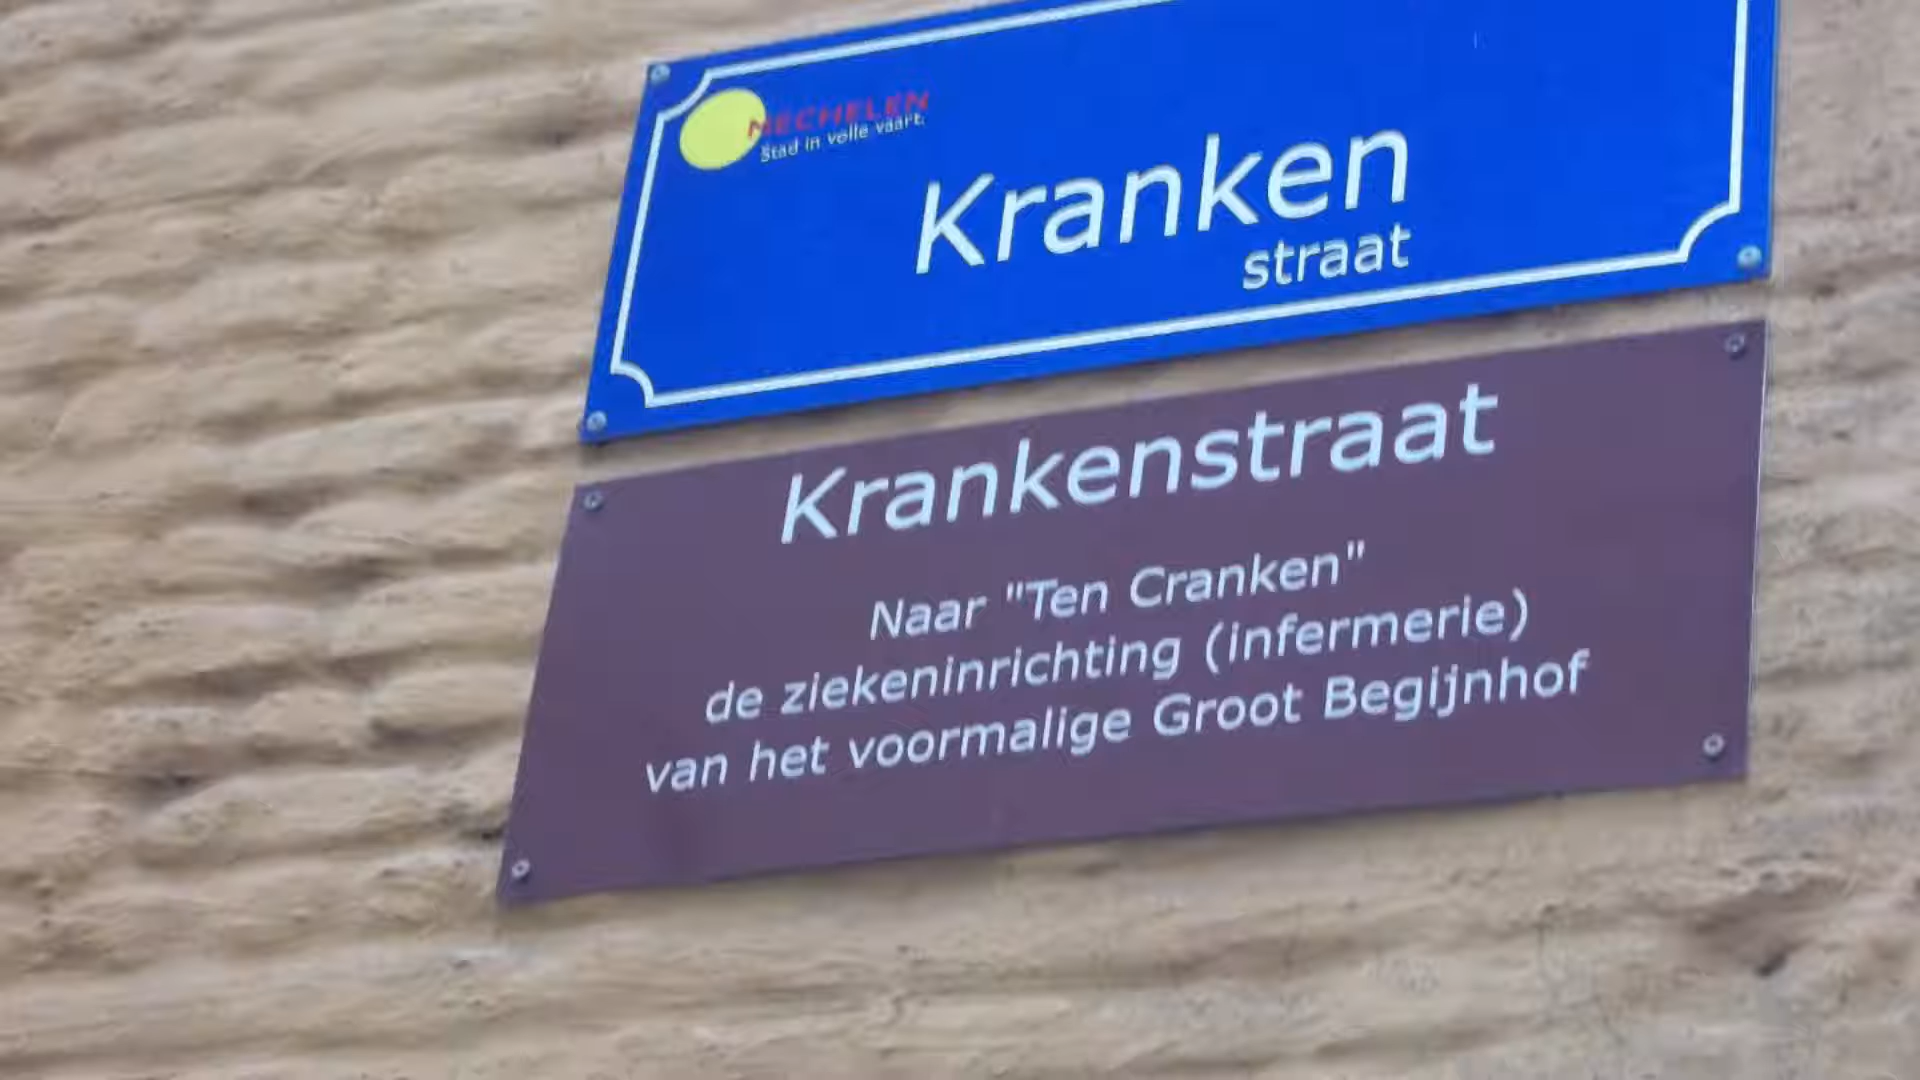 MECHELEN
Stad in volle vaart.
Kranken
straat
Krankenstraat
Naar "Ten Cranken"
de ziekeninrichting (infermerie)
van het voormalige Groot Begijnhof